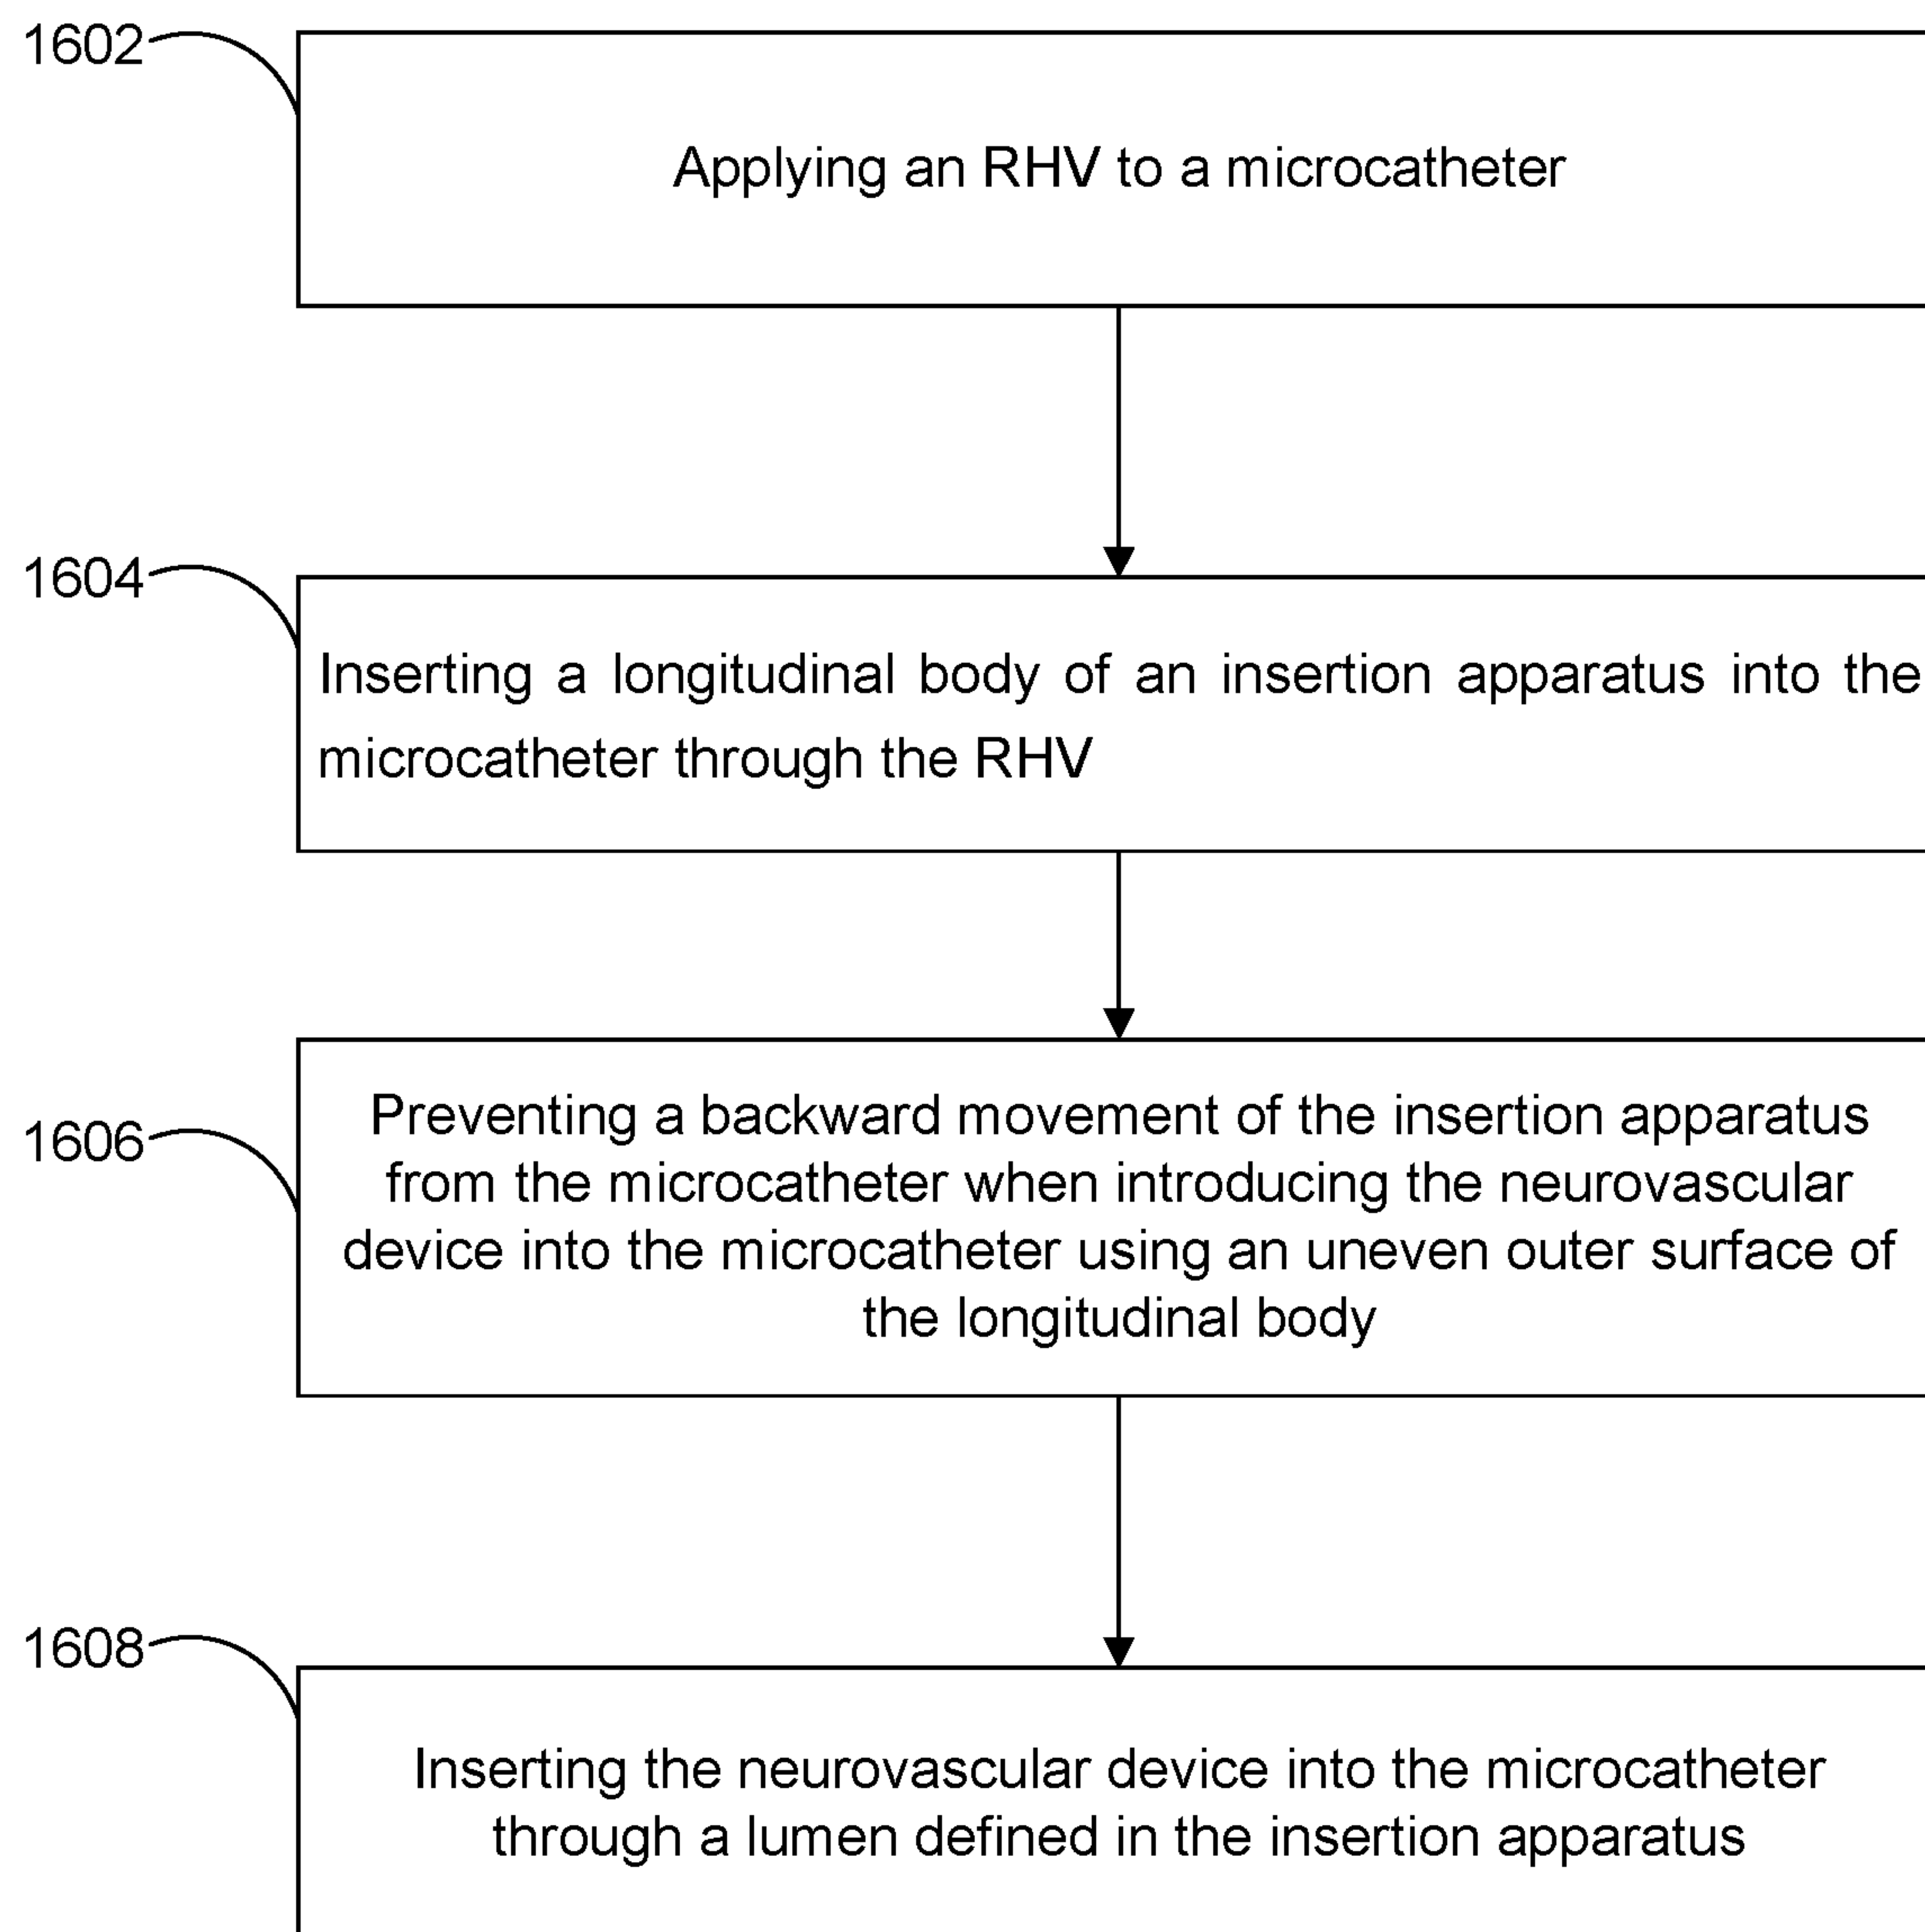 1602
Applying an RHV to a microcatheter
1604
Inserting a longitudinal body of an insertion apparatus into the
microcatheter through the RHV
1606
Preventing a backward movement of the insertion apparatus
from the microcatheter when introducing the neurovascular
device into the microcatheter using an uneven outer surface of
the longitudinal body
1608
Inserting the neurovascular device into the microcatheter
through a lumen defined in the insertion apparatus